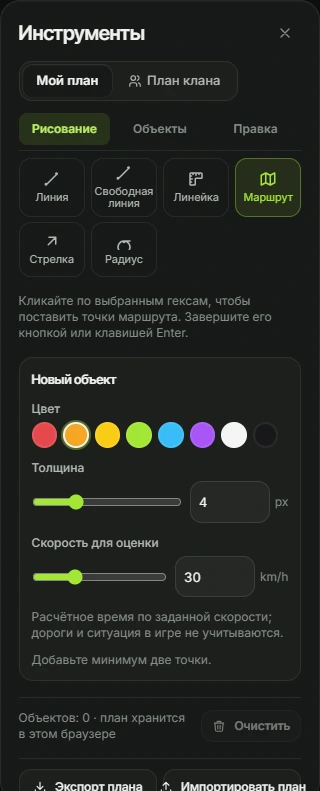 Инструменты
Мой план
План клана
Рисование
Объекты
Правка
Линия
Свободная
линия
Линейка
Маршрут
Стрелка
Радиус
Кликайте по выбранным гексам, чтобы
поставить точки маршрута. Завершите его
кнопкой или клавишей Enter.
Новый объект
Цвет
Толщина
4 px
Скорость для оценки
30 km/h
Расчётное время по заданной скорости;
дороги и ситуация в игре не учитываются.
Добавьте минимум две точки.
Объектов: 0 · план хранится
в этом браузере
Очистить
Экспорт плана
Импортировать план